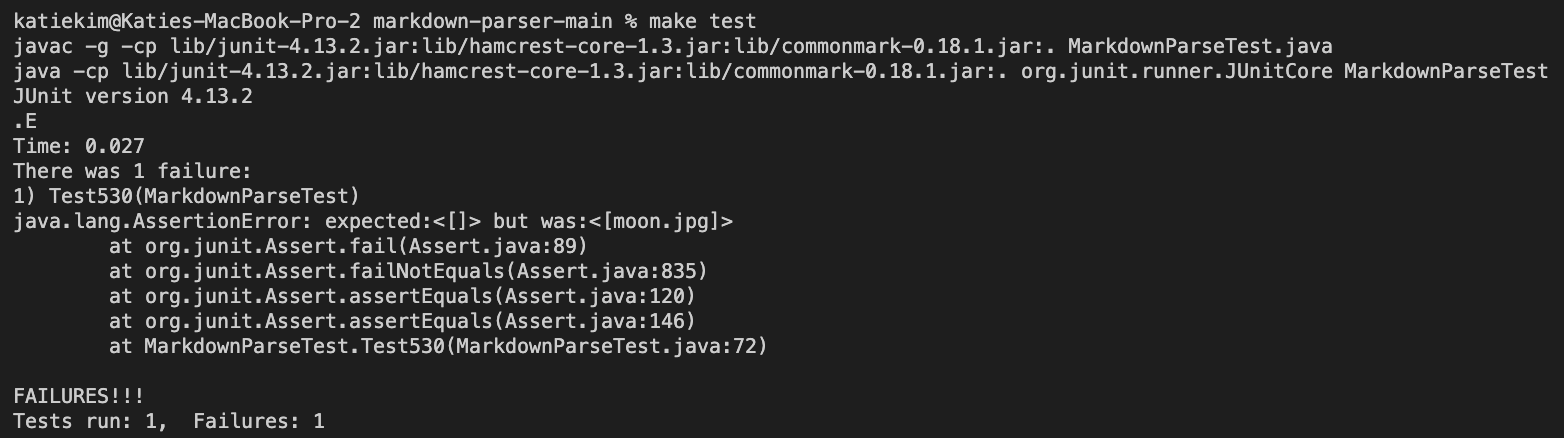 katiekim@Katies-MacBook-Pro-2 markdown-parser-main % make test
javac -g -cp lib/junit-4.13.2.jar:lib/hamcrest-core-1.3.jar:lib/commonmark-0.18.1.jar:. MarkdownParseTest.java
java -cp lib/junit-4.13.2.jar:lib/hamcrest-core-1.3.jar:lib/commonmark-0.18.1.jar:. org.junit.runner.JUnitCore MarkdownParseTest
JUnit version 4.13.2
.E
Time: 0.027
There was 1 failure:
1) Test530(MarkdownParseTest)
java.lang.AssertionError: expected:<[]> but was:<[moon.jpg]>
        at org.junit.Assert.fail(Assert.java:89)
        at org.junit.Assert.failNotEquals(Assert.java:835)
        at org.junit.Assert.assertEquals(Assert.java:120)
        at org.junit.Assert.assertEquals(Assert.java:146)
        at MarkdownParseTest.Test530(MarkdownParseTest.java:72)

FAILURES!!!
Tests run: 1,  Failures: 1